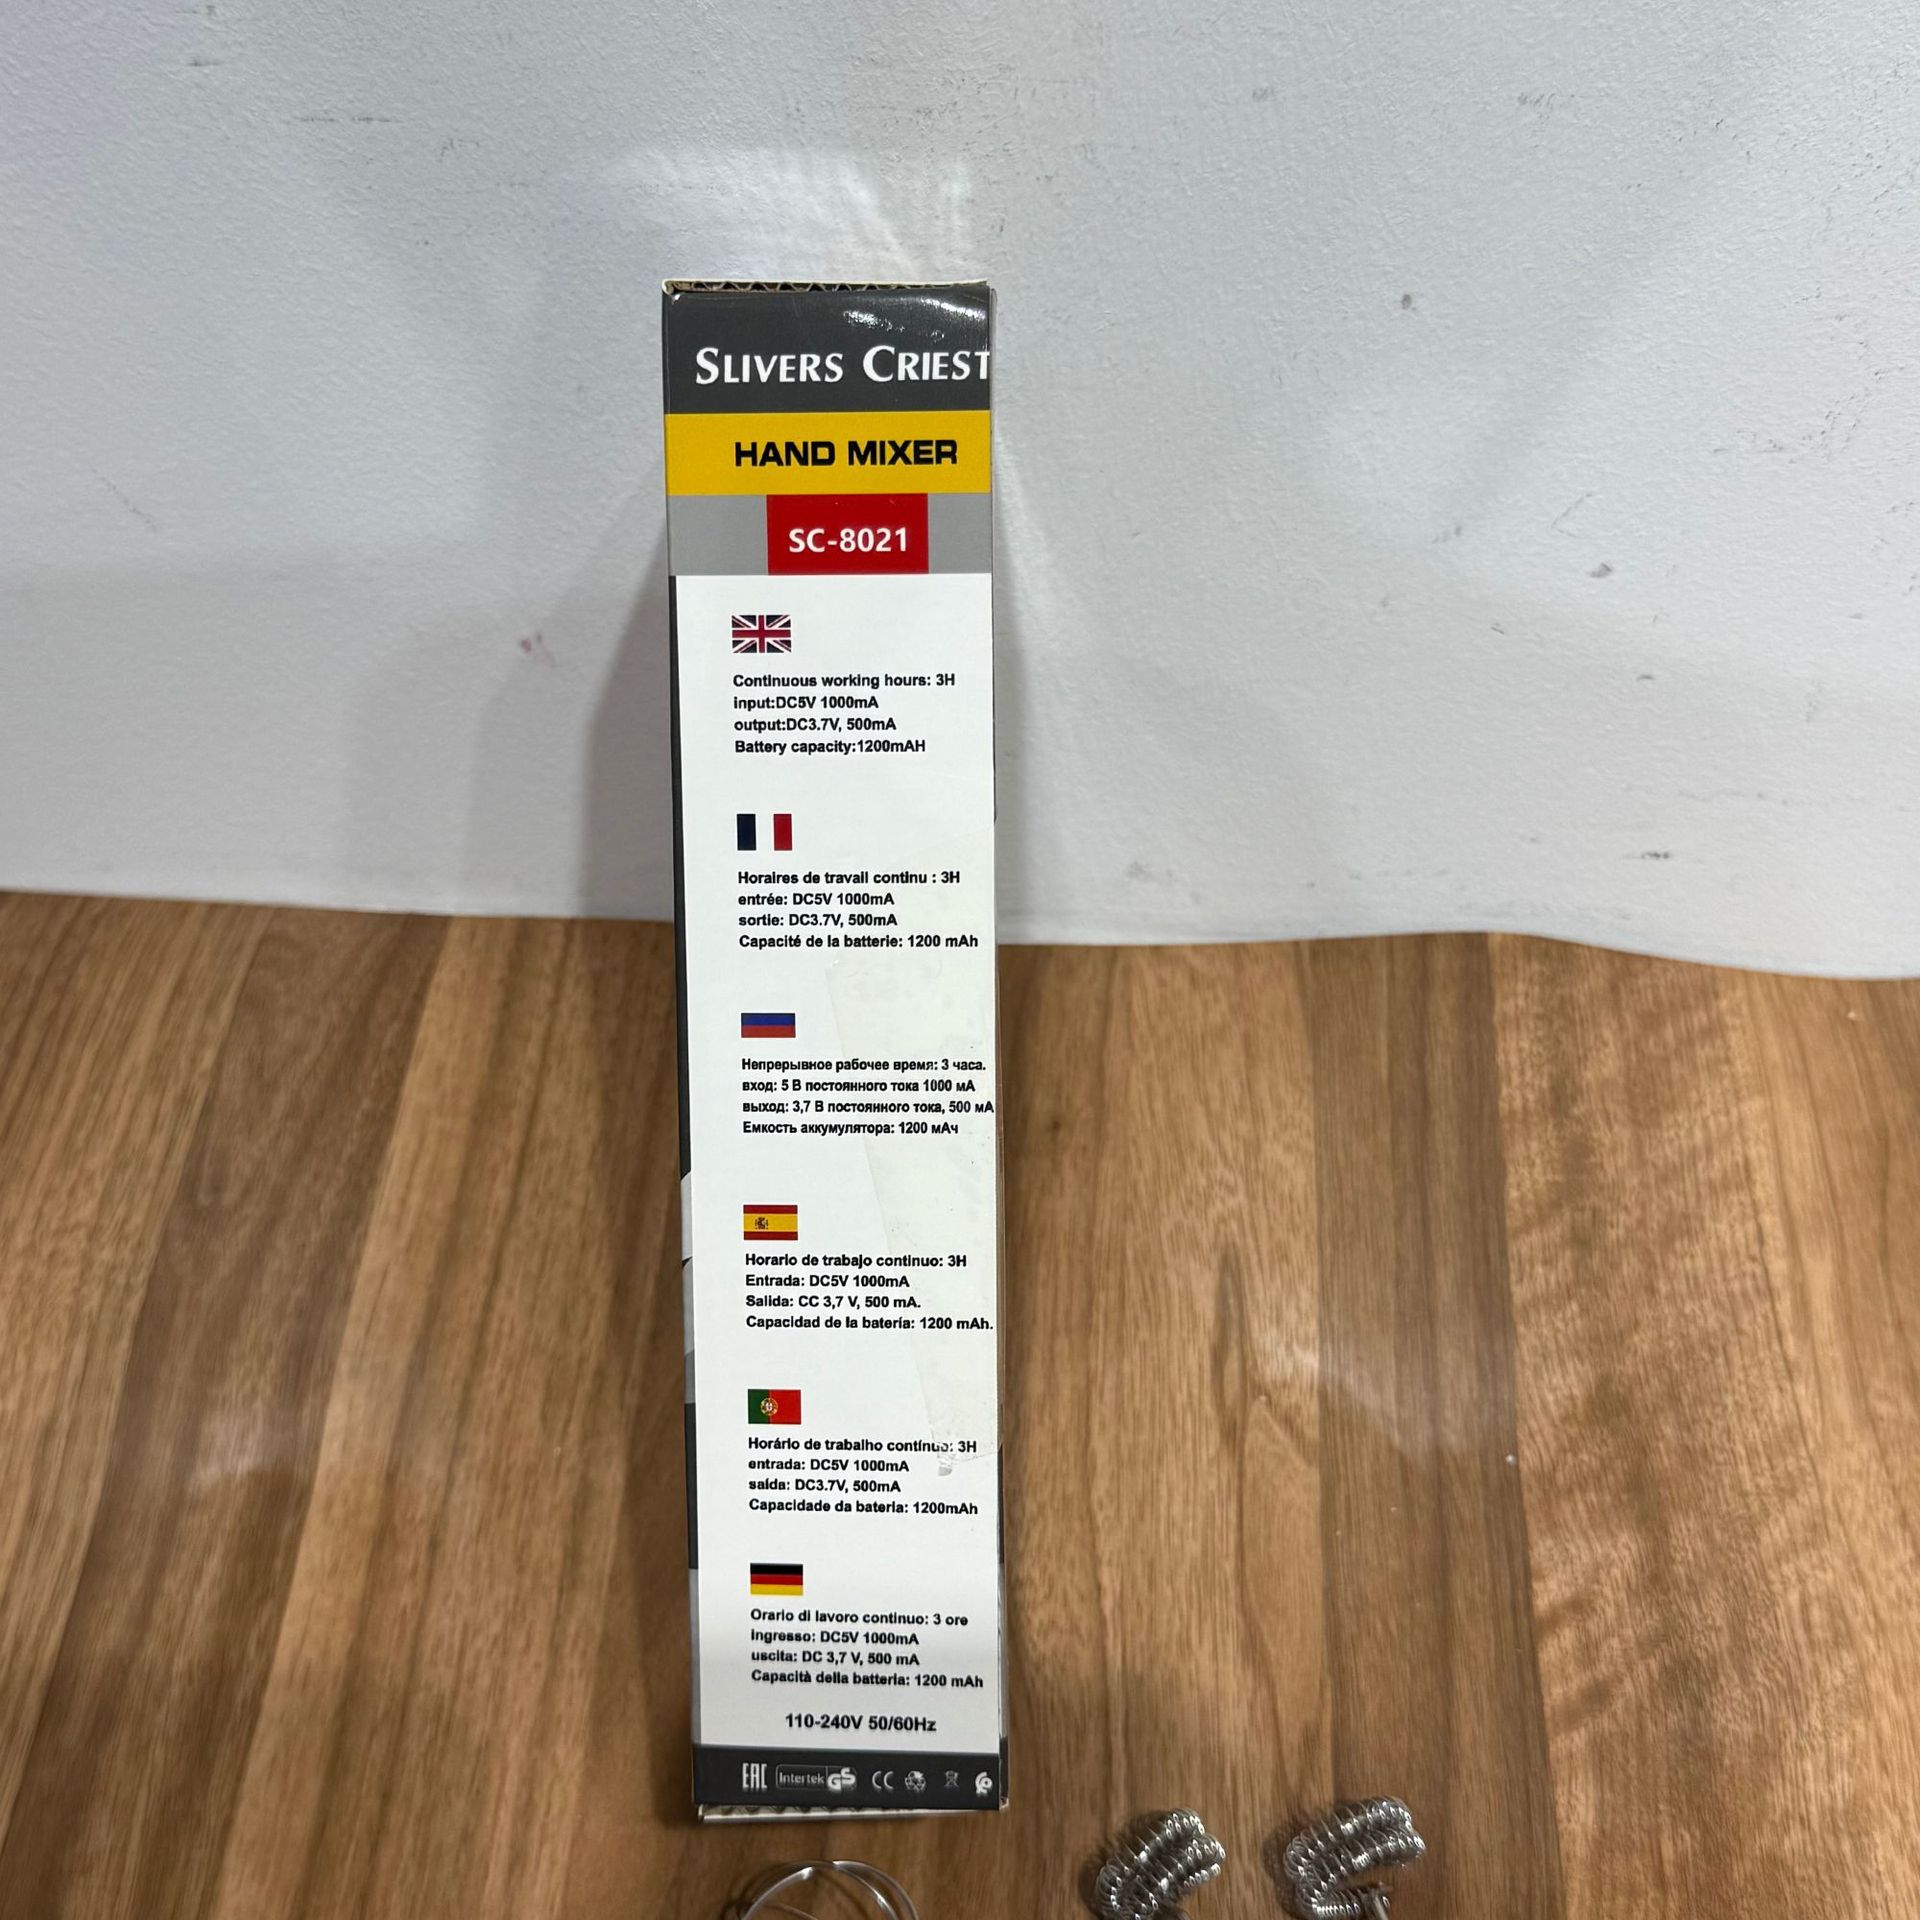 SLIVERS CRIEST
HAND MIXER
SC-8021
Continuous working hours: 3H
input:DC5V 1000mA
output:DC3.7V, 500mA
Battery capacity:1200mAH
Horaires de travail continu : 3H
entrée: DC5V 1000mA
sortie: DC3.7V, 500mA
Capacité de la batterie: 1200 mAh
Непрерывное рабочее время: 3 часа.
вход: 5 В постоянного тока 1000 мА
выход: 3,7 В постоянного тока, 500 мА
Емкость аккумулятора: 1200 мАч
Horario de trabajo continuo: 3H
Entrada: DC5V 1000mA
Salida: CC 3,7 V, 500 mA.
Capacidad de la batería: 1200 mAh.
Horário de trabalho contínuo: 3H
entrada: DC5V 1000mA
saída: DC3.7V, 500mA
Capacidade da bateria: 1200mAh
Orario di lavoro continuo: 3 ore
ingresso: DC5V 1000mA
uscita: DC 3,7 V, 500 mA
Capacità della batteria: 1200 mAh
110-240V 50/60Hz
EAC Intertek GS CC